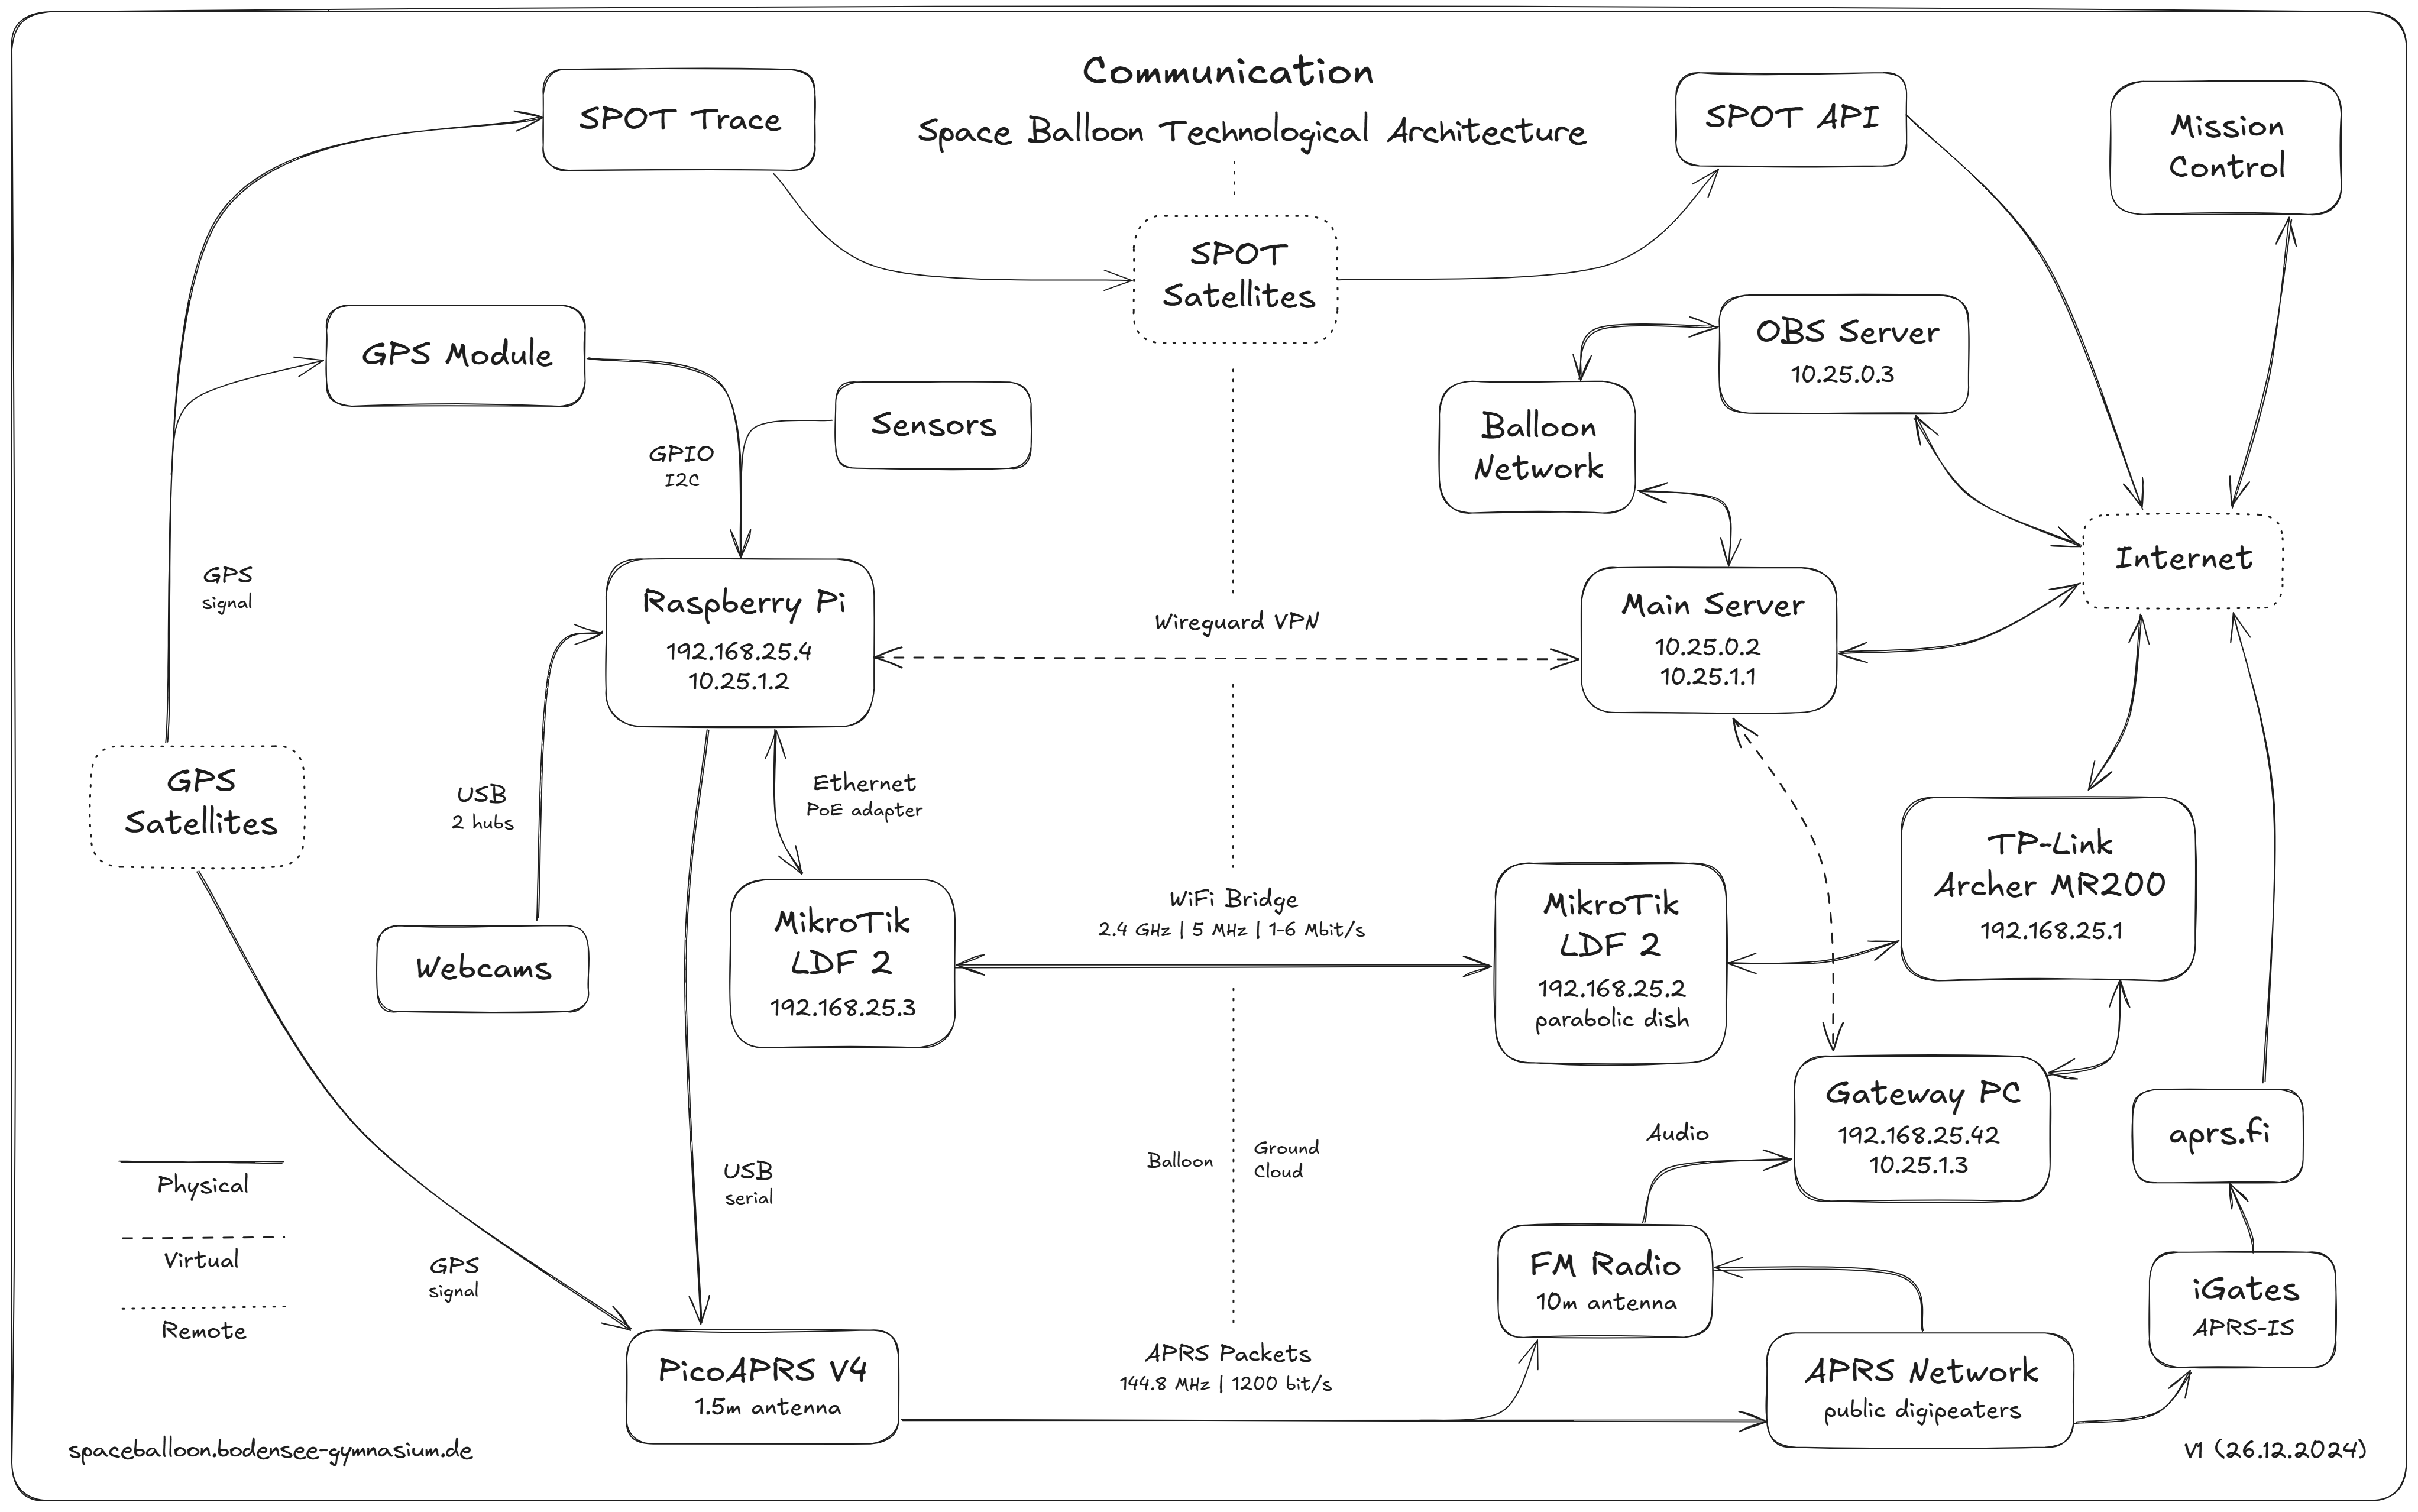 Communication
Space Balloon Technological Architecture
SPOT Trace
SPOT API
Mission
Control
SPOT
Satellites
GPS Module
OBS Server
10.25.0.3
Sensors
Balloon
Network
GPIO
I2C
Internet
GPS
signal
Raspberry Pi
192.168.25.4
10.25.1.2
Wireguard VPN
Main Server
10.25.0.2
10.25.1.1
GPS
Satellites
USB
2 hubs
Ethernet
PoE adapter
TP-Link
Archer MR200
192.168.25.1
Webcams
MikroTik
LDF 2
192.168.25.3
WiFi Bridge
2.4 GHz | 5 MHz | 1-6 Mbit/s
MikroTik
LDF 2
192.168.25.2
parabolic dish
Gateway PC
192.168.25.42
10.25.1.3
aprs.fi
Audio
Balloon
Ground
Cloud
Physical
Virtual
Remote
USB
serial
GPS
signal
FM Radio
10m antenna
iGates
APRS-IS
PicoAPRS V4
1.5m antenna
APRS Packets
144.8 MHz | 1200 bit/s
APRS Network
public digipeaters
spaceballoon.bodensee-gymnasium.de
V1 (26.12.2024)